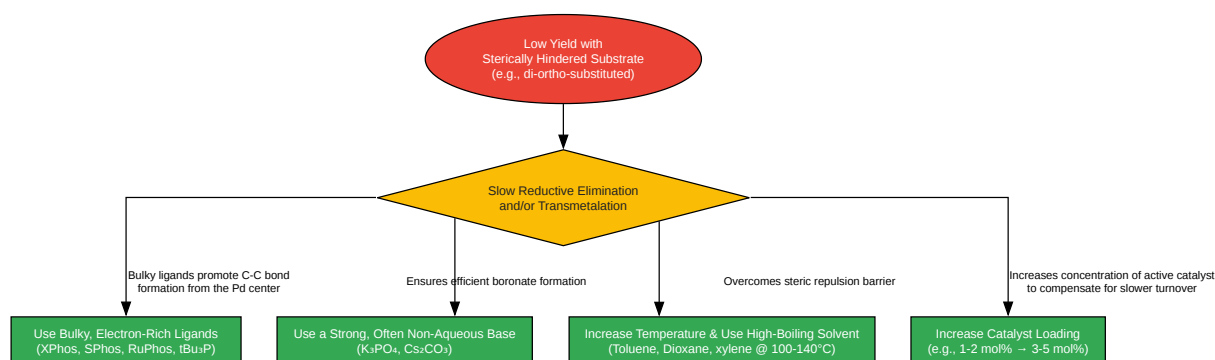 Low Yield with
Sterically Hindered Substrate
(e.g., di-ortho-substituted)
Slow Reductive Elimination
and/or Transmetalation
Bulky ligands promote C-C bond
formation from the Pd center
Ensures efficient boronate formation
Overcomes steric repulsion barrier
Increases concentration of active catalyst
to compensate for slower turnover
Use Bulky, Electron-Rich Ligands
(XPhos, SPhos, RuPhos, tBu₃P)
Use a Strong, Often Non-Aqueous Base
(K₃PO₄, Cs₂CO₃)
Increase Temperature & Use High-Boiling Solvent
(Toluene, Dioxane, xylene @ 100-140°C)
Increase Catalyst Loading
(e.g., 1-2 mol% → 3-5 mol%)